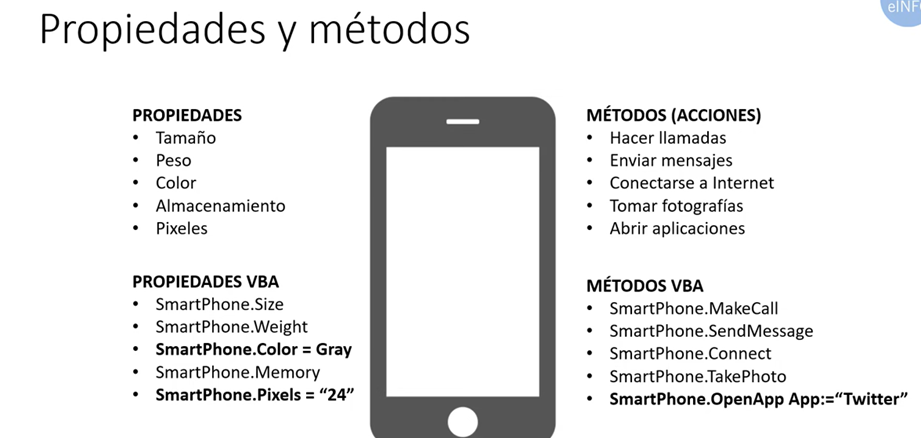 Propiedades y métodos
PROPIEDADES
• Tamaño
• Peso
• Color
• Almacenamiento
• Pixeles
PROPIEDADES VBA
• SmartPhone.Size
• SmartPhone.Weight
• SmartPhone.Color = Gray
• SmartPhone.Memory
• SmartPhone.Pixels = “24”
MÉTODOS (ACCIONES)
• Hacer llamadas
• Enviar mensajes
• Conectarse a Internet
• Tomar fotografías
• Abrir aplicaciones
MÉTODOS VBA
• SmartPhone.MakeCall
• SmartPhone.SendMessage
• SmartPhone.Connect
• SmartPhone.TakePhoto
• SmartPhone.OpenApp App:=“Twitter”